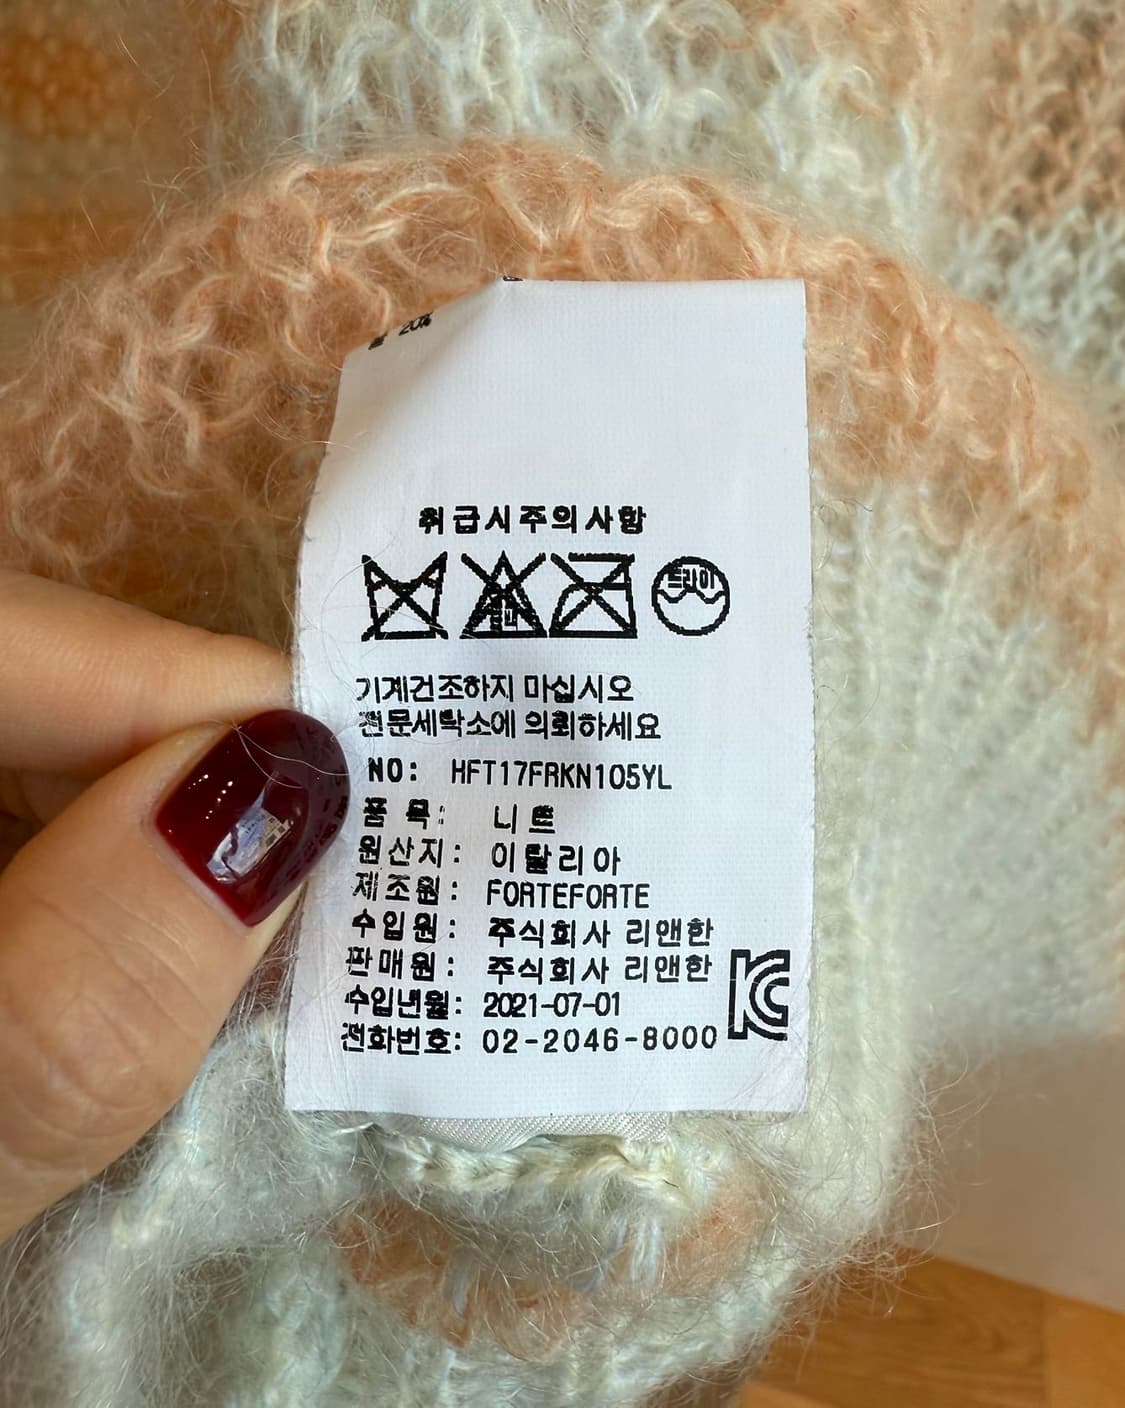 20%
취급시주의사항
드라이
기계건조하지 마십시오
전문세탁소에 의뢰하세요
NO: HFT17FRKN105YL
품 목: 니트
원산지: 이탈리아
제조원: FORTEFORTE
수입원: 주식회사 리앤한
판매원: 주식회사 리앤한
수입년월: 2021-07-01
전화번호: 02-2046-8000
KC